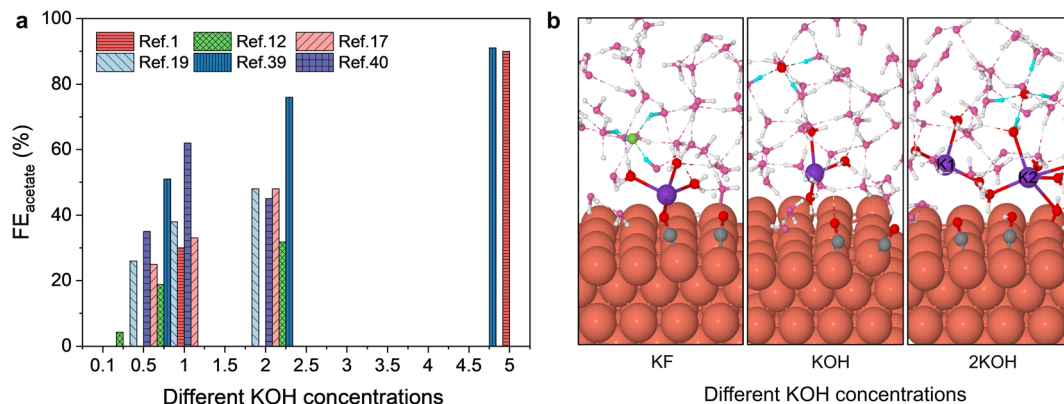 a
FE acetate (%)
100
80
60
40
20
0
Ref.1 Ref.12 Ref.17
Ref.19 Ref.39 Ref.40
0.1 0.5 1 1.5 2 2.5 3 3.5 4 4.5 5
Different KOH concentrations
b
K1 K2
KF KOH 2KOH
Different KOH concentrations